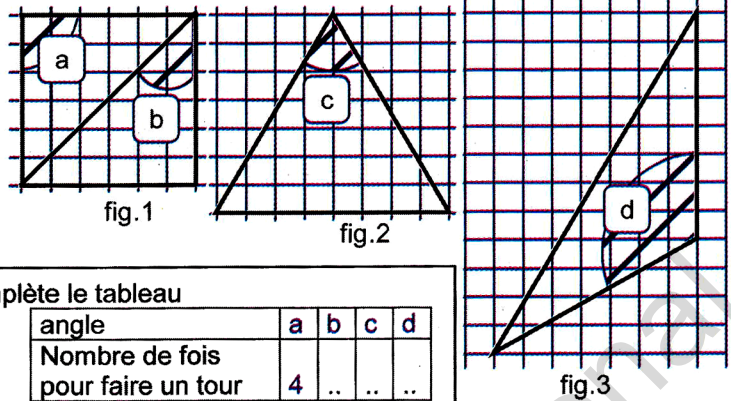 a
b
fig.1
c
fig.2
d
fig.3
plète le tableau
angle a b c d
Nombre de fois
pour faire un tour 4 .. .. ..